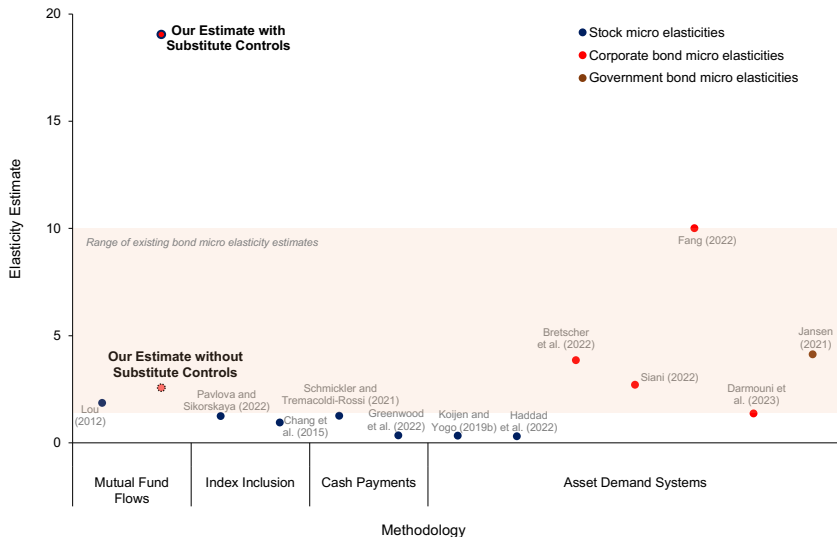 20
15
10
5
0
Elasticity Estimate
Our Estimate with
Substitute Controls
Stock micro elasticities
Corporate bond micro elasticities
Government bond micro elasticities
Range of existing bond micro elasticity estimates
Fang (2022)
Bretscher
et al. (2022)
Jansen
(2021)
Our Estimate without
Substitute Controls
Siani (2022)
Darmouni et
al. (2023)
Lou
(2012)
Pavlova and
Sikorskaya (2022)
Chang et
al. (2015)
Schmickler and
Tremacoldi-Rossi (2021)
Greenwood
et al. (2022)
Koijen and
Yogo (2019b)
Haddad
et al. (2022)
Mutual Fund
Flows
Index Inclusion
Cash Payments
Asset Demand Systems
Methodology